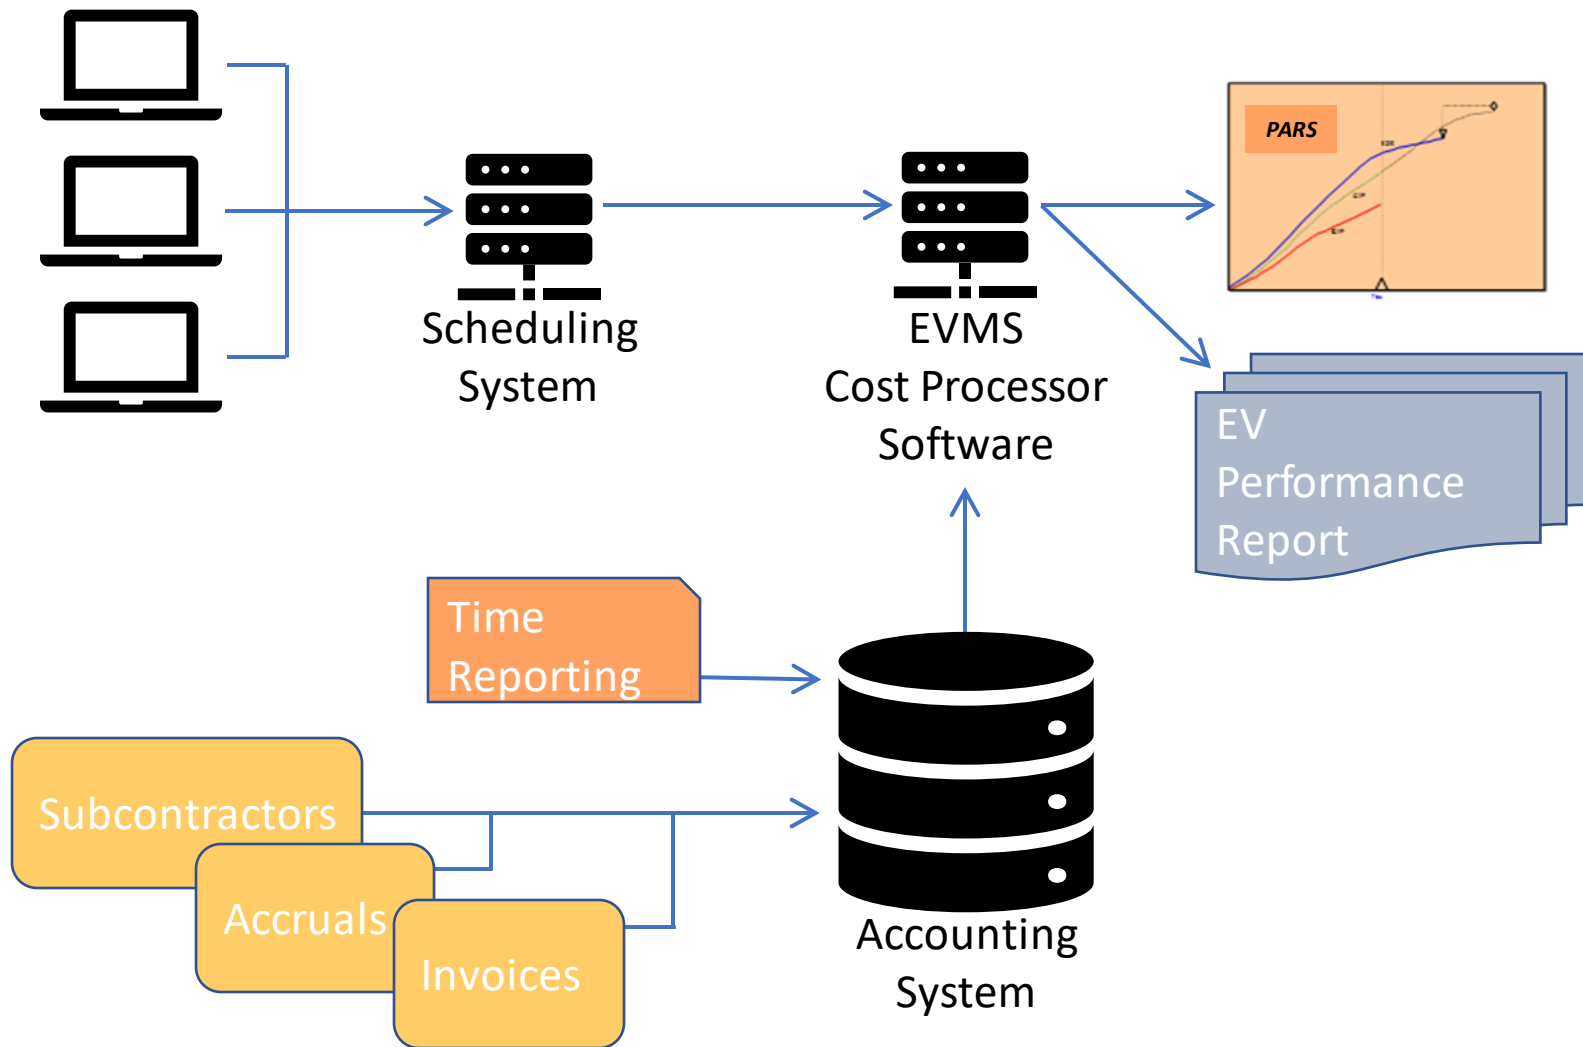 PARS
Scheduling
System
EVMS
Cost Processor
Software
EV
Performance
Report
Time
Reporting
Subcontractors
Accruals
Invoices
Accounting
System